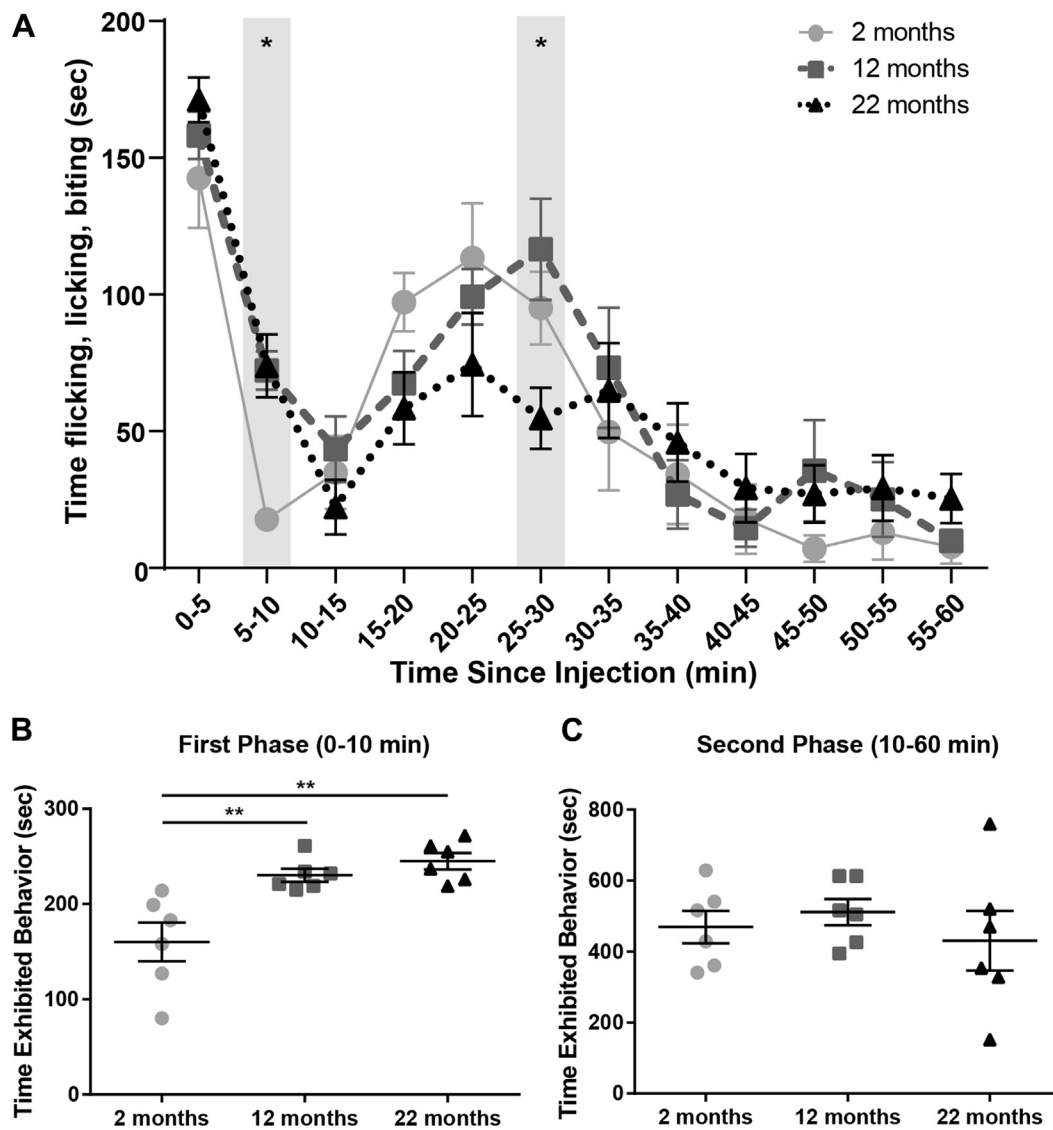 A
Time flicking, licking, biting (sec)
200
150
100
50
0
*
*
2 months
12 months
22 months
0-5
5-10
10-15
15-20
20-25
25-30
30-35
35-40
40-45
45-50
50-55
55-60
Time Since Injection (min)
B
First Phase (0-10 min)
Time Exhibited Behavior (sec)
300
200
100
0
**
**
2 months
12 months
22 months
C
Second Phase (10-60 min)
Time Exhibited Behavior (sec)
800
600
400
200
0
2 months
12 months
22 months